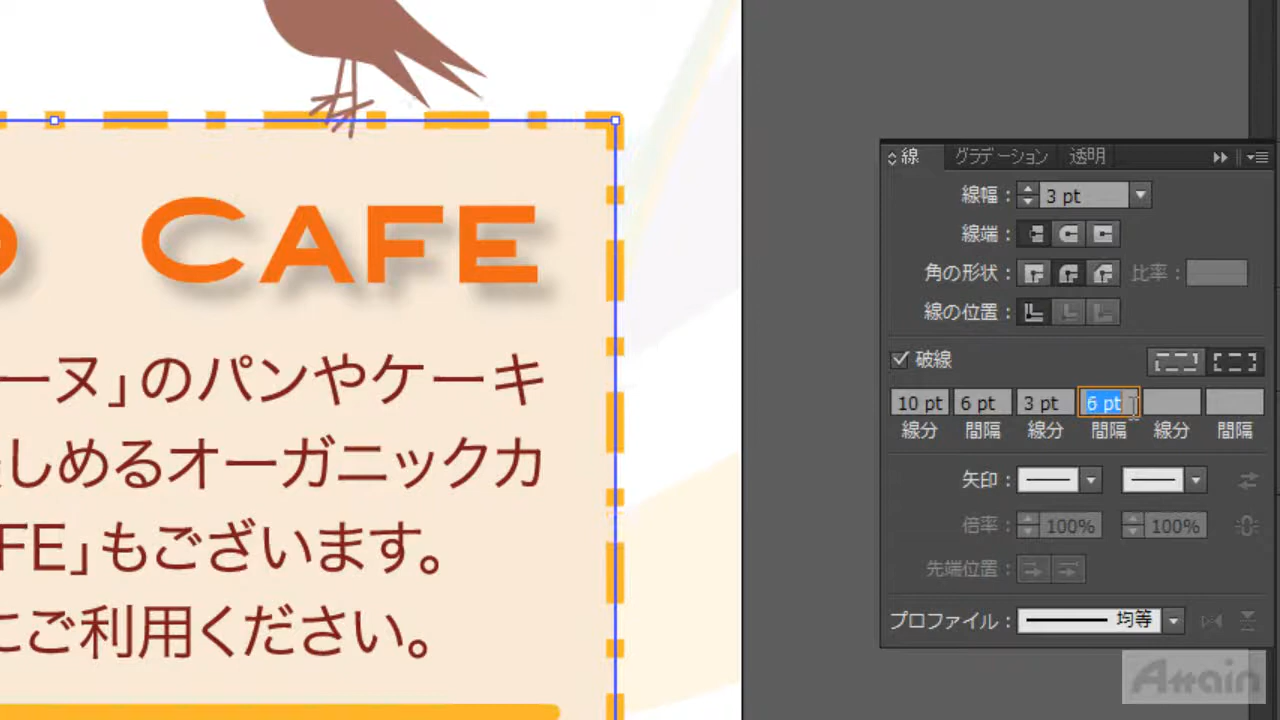 CAFE
ーヌ」のパンやケーキ
しめるオーガニックカ
FE」もございます。
にご利用ください。
線 グラデーション 透明
線幅： 3 pt
線端：
角の形状： 比率：
線の位置：
破線
10 pt 6 pt 3 pt 6 pt
線分 間隔 線分 間隔 線分 間隔
矢印：
倍率： 100% 100%
先端位置：
プロファイル： 均等
Attain